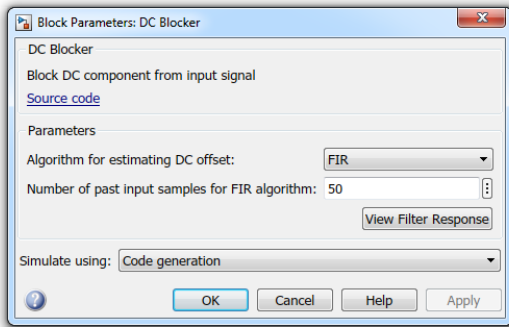 Block Parameters: DC Blocker
DC Blocker
Block DC component from input signal
Source code
Parameters
Algorithm for estimating DC offset: FIR
Number of past input samples for FIR algorithm: 50
View Filter Response
Simulate using: Code generation
OK Cancel Help Apply